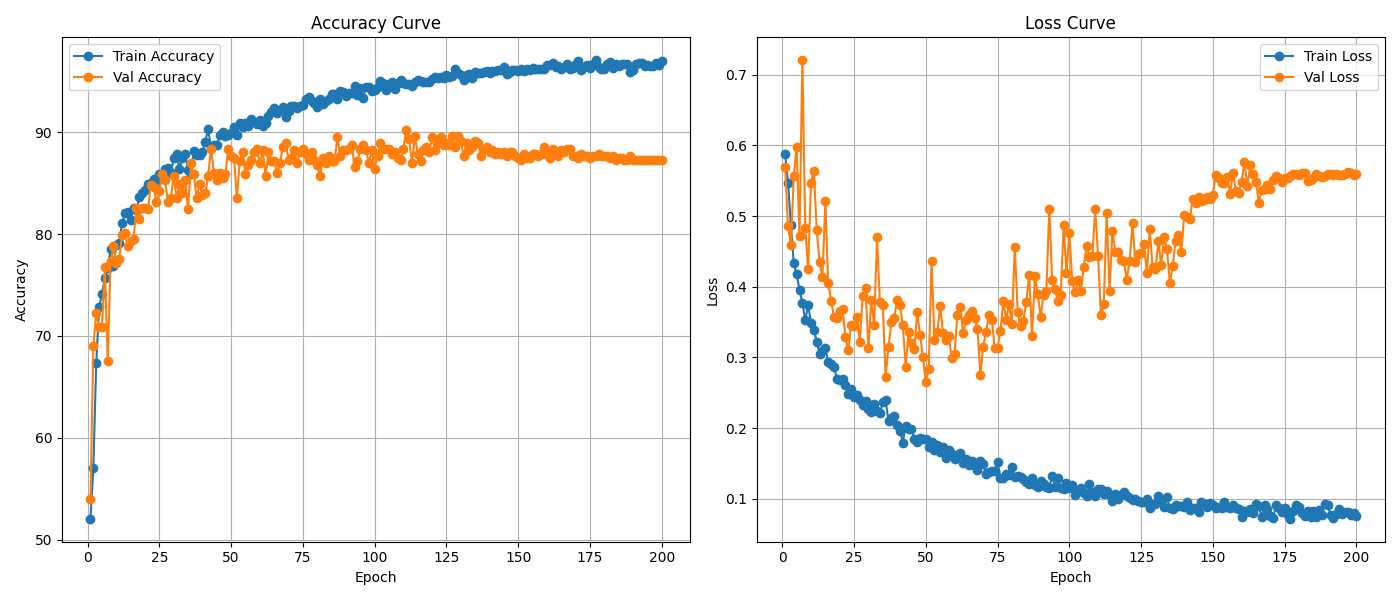 Accuracy Curve
Train Accuracy
Val Accuracy
Accuracy
90
80
70
60
50
0 25 50 75 100 125 150 175 200
Epoch
Loss Curve
Train Loss
Val Loss
Loss
0.7
0.6
0.5
0.4
0.3
0.2
0.1
0 25 50 75 100 125 150 175 200
Epoch